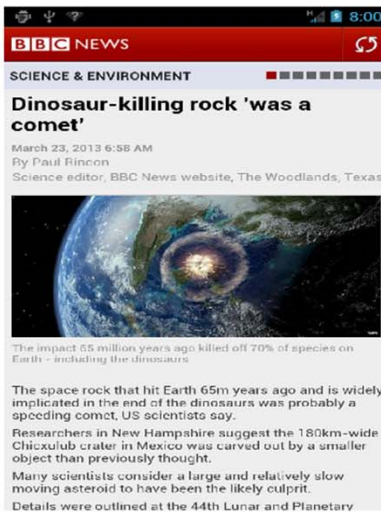 H 8:00
BBC NEWS
SCIENCE & ENVIRONMENT
Dinosaur-killing rock 'was a
comet'
March 23, 2013 6:58 AM
By Paul Rincon
Science editor, BBC News website, The Woodlands, Texas
The impact 65 million years ago killed off 70% of species on
Earth - including the dinosaurs
The space rock that hit Earth 65m years ago and is widely
implicated in the end of the dinosaurs was probably a
speeding comet, US scientists say.
Researchers in New Hampshire suggest the 180km-wide
Chicxulub crater in Mexico was carved out by a smaller
object than previously thought.
Many scientists consider a large and relatively slow
moving asteroid to have been the likely culprit.
Details were outlined at the 44th Lunar and Planetary